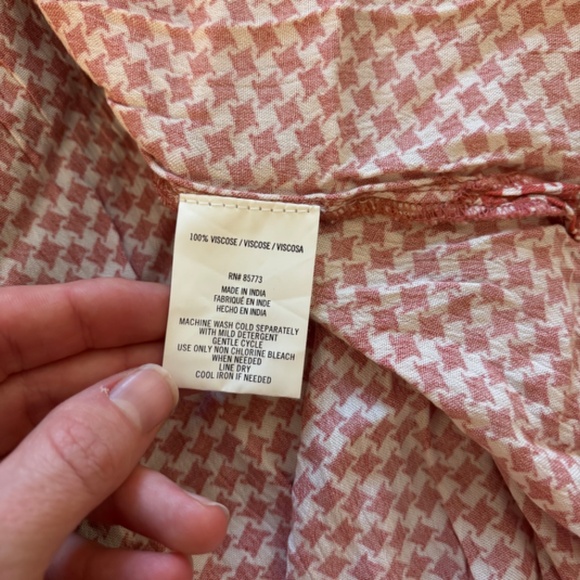 100% VISCOSE / VISCOSE / VISCOSA
RN# 85773
MADE IN INDIA
FABRIQUÉ EN INDE
HECHO EN INDIA
MACHINE WASH COLD SEPARATELY
WITH MILD DETERGENT
GENTLE CYCLE
USE ONLY NON CHLORINE BLEACH
WHEN NEEDED
LINE DRY
COOL IRON IF NEEDED